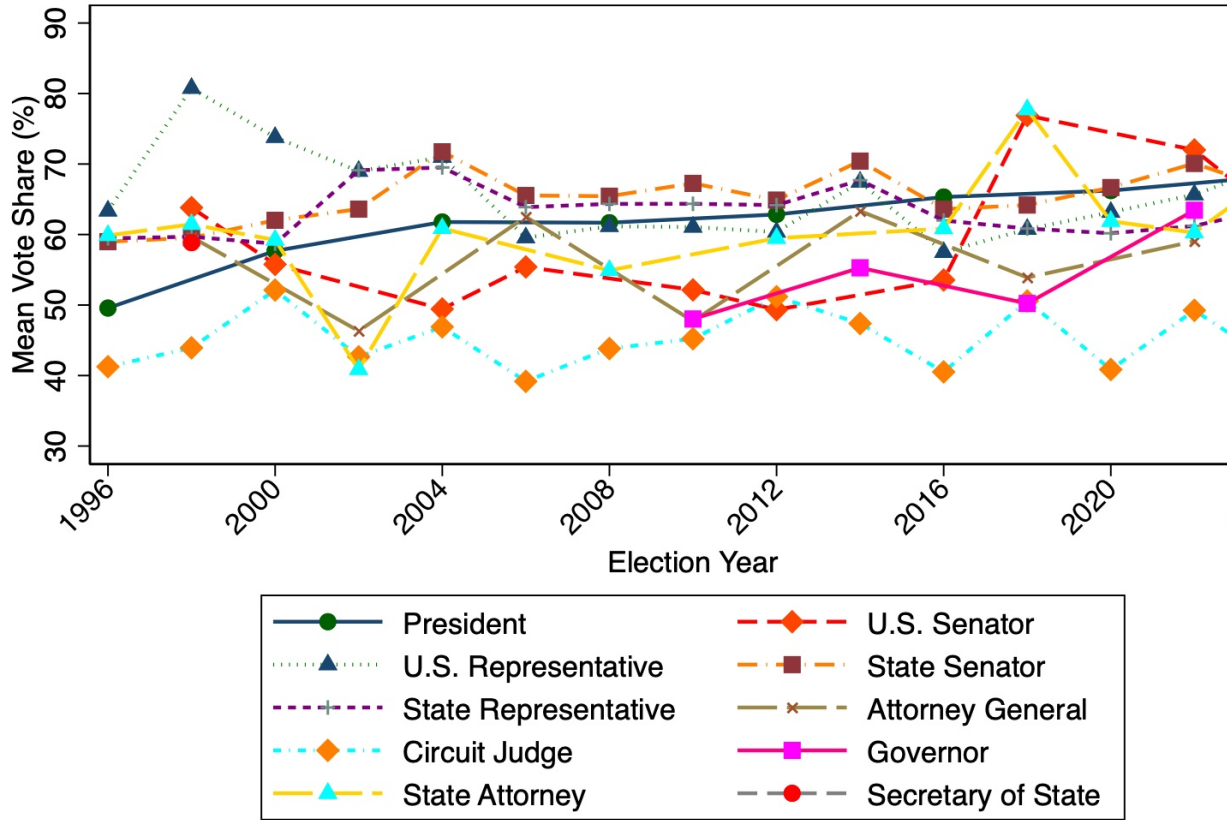 90
80
70
60
50
40
30
Mean Vote Share (%)
1996
2000
2004
2008
2012
2016
2020
Election Year
President
U.S. Senator
U.S. Representative
State Senator
State Representative
Attorney General
Circuit Judge
Governor
State Attorney
Secretary of State